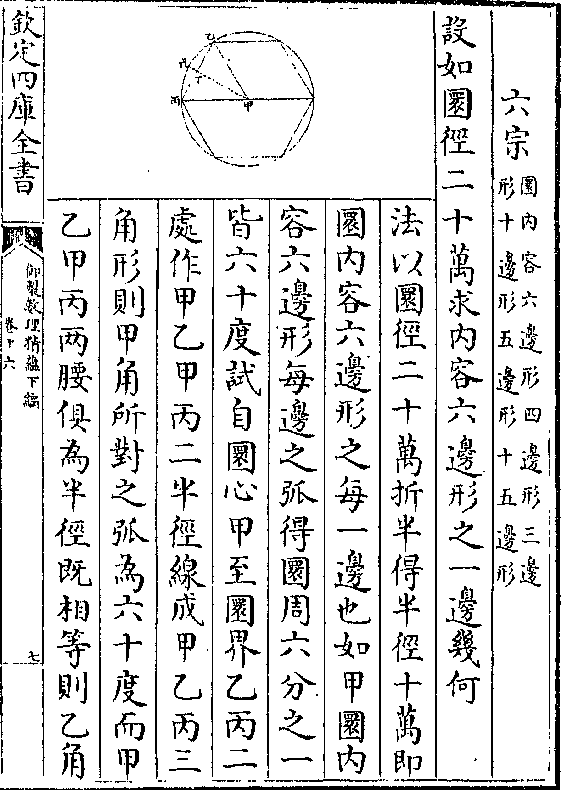 六宗
圜內容六邊形四邊形三邊
形十邊形五邊形十五邊形
設如圜徑二十萬求內容六邊形之一邊幾何
法以圜徑二十萬折半得半徑十萬即
圜內容六邊形之每一邊也如甲圜內
容六邊形每邊之弧得圜周六分之一
皆六十度試自圜心甲至圜界乙丙二
處作甲乙甲丙二半徑線成甲乙丙三
角形則甲角所對之弧為六十度而甲
乙甲丙兩腰俱為半徑既相等則乙角
乙
戊
丁
丙
甲
欽定四庫全書
御製數理精蘊下編
卷十六
七